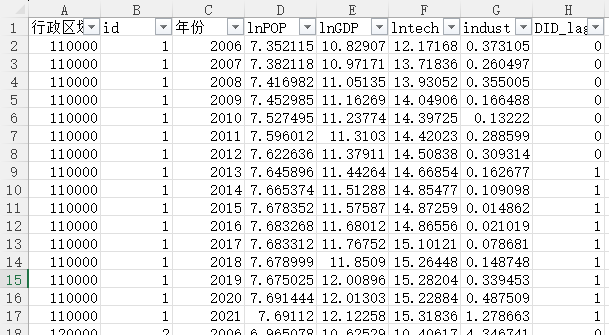 A B C D E F G H
1 行政区划 id 年份 lnPOP lnGDP lntech indust DID_lag
2 110000 1 2006 7.352115 10.82907 12.17168 0.373105 0
3 110000 1 2007 7.382118 10.97171 13.71836 0.260497 0
4 110000 1 2008 7.416982 11.05135 13.93052 0.355005 0
5 110000 1 2009 7.452985 11.16269 14.04906 0.166488 0
6 110000 1 2010 7.527495 11.23774 14.39725 0.13222 0
7 110000 1 2011 7.596012 11.3103 14.42023 0.288599 0
8 110000 1 2012 7.622636 11.37911 14.50838 0.309314 0
9 110000 1 2013 7.645896 11.44264 14.66854 0.162677 1
10 110000 1 2014 7.665374 11.51288 14.85477 0.109098 1
11 110000 1 2015 7.678352 11.57587 14.87259 0.014862 1
12 110000 1 2016 7.683268 11.68012 14.86556 0.021019 1
13 110000 1 2017 7.683312 11.76752 15.10121 0.078681 1
14 110000 1 2018 7.678999 11.8509 15.26448 0.148748 1
15 110000 1 2019 7.675025 12.00896 15.28204 0.339453 1
16 110000 1 2020 7.691444 12.01303 15.22884 0.487509 1
17 110000 1 2021 7.69112 12.12258 15.31836 1.278663 1
18 120000 2 2006 6.965078 10.62529 10.40617 4.346741 0